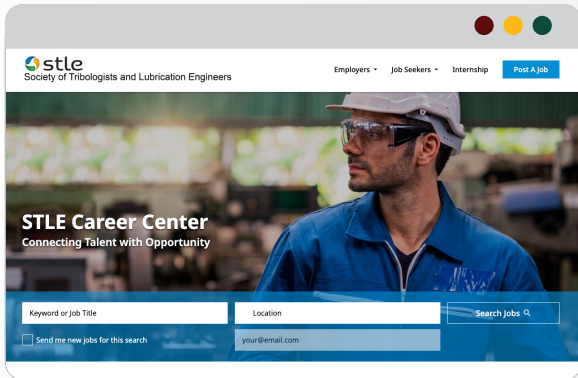 stle
Society of Tribologists and Lubrication Engineers
Employers Job Seekers Internship Post A Job
STLE Career Center
Connecting Talent with Opportunity
Keyword or Job Title Location Search Jobs
Send me new jobs for this search your@email.com